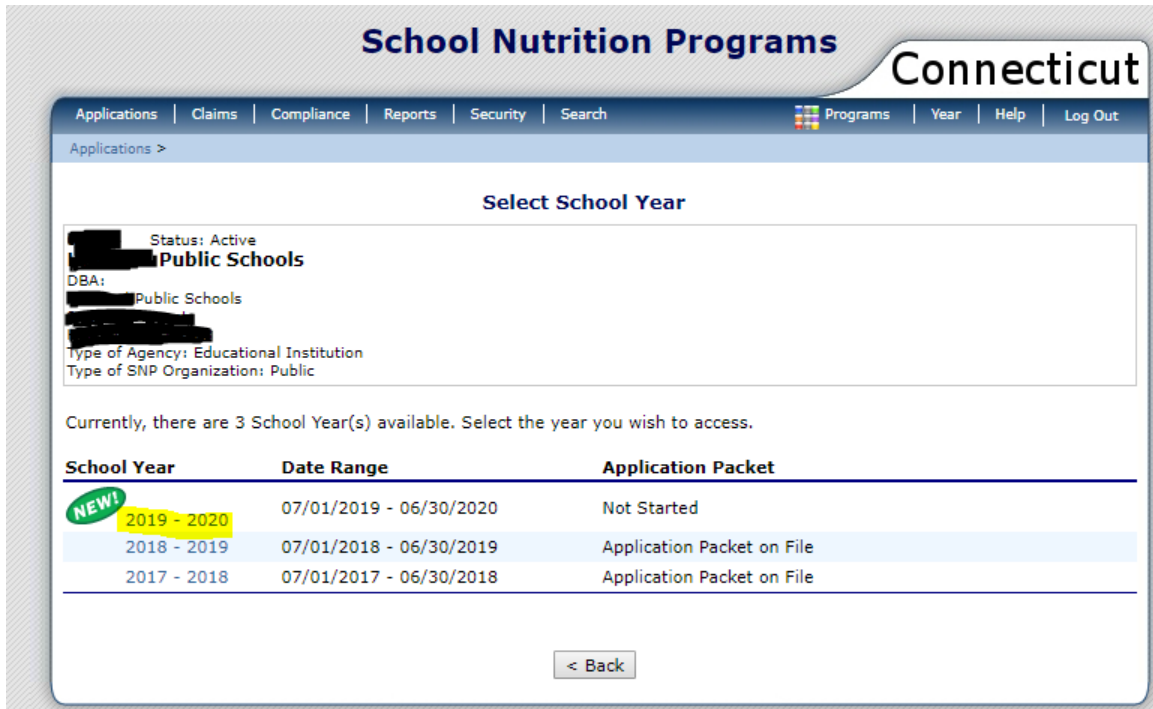 School Nutrition Programs
Connecticut
Applications | Claims | Compliance | Reports | Security | Search Programs | Year | Help | Log Out
Applications >
Select School Year
Status: Active
Public Schools
DBA:
Public Schools
Type of Agency: Educational Institution
Type of SNP Organization: Public
Currently, there are 3 School Year(s) available. Select the year you wish to access.
School Year Date Range Application Packet
NEW! 2019 - 2020 07/01/2019 - 06/30/2020 Not Started
2018 - 2019 07/01/2018 - 06/30/2019 Application Packet on File
2017 - 2018 07/01/2017 - 06/30/2018 Application Packet on File
< Back